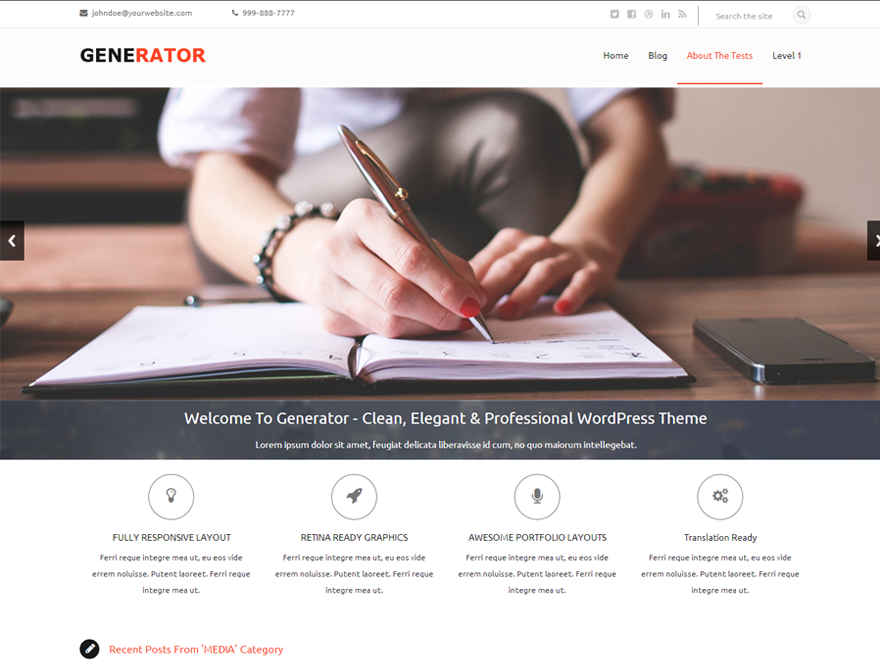 johndoe@yourwebsite.com 999-888-7777 Search the site
GENERATOR Home Blog About The Tests Level 1
Welcome To Generator - Clean, Elegant & Professional WordPress Theme
Lorem ipsum dolor sit amet, feugiat delicata liberavisse id cum, no quo maiorum intellegebat.
FULLY RESPONSIVE LAYOUT
Ferri reque integre mea ut, eu eos vide
errem noluisse. Putent laoreet. Ferri reque
integre mea ut.
RETINA READY GRAPHICS
Ferri reque integre mea ut, eu eos vide
errem noluisse. Putent laoreet. Ferri reque
integre mea ut.
AWESOME PORTFOLIO LAYOUTS
Ferri reque integre mea ut, eu eos vide
errem noluisse. Putent laoreet. Ferri reque
integre mea ut.
Translation Ready
Ferri reque integre mea ut, eu eos vide
errem noluisse. Putent laoreet. Ferri reque
integre mea ut.
Recent Posts From 'MEDIA' Category